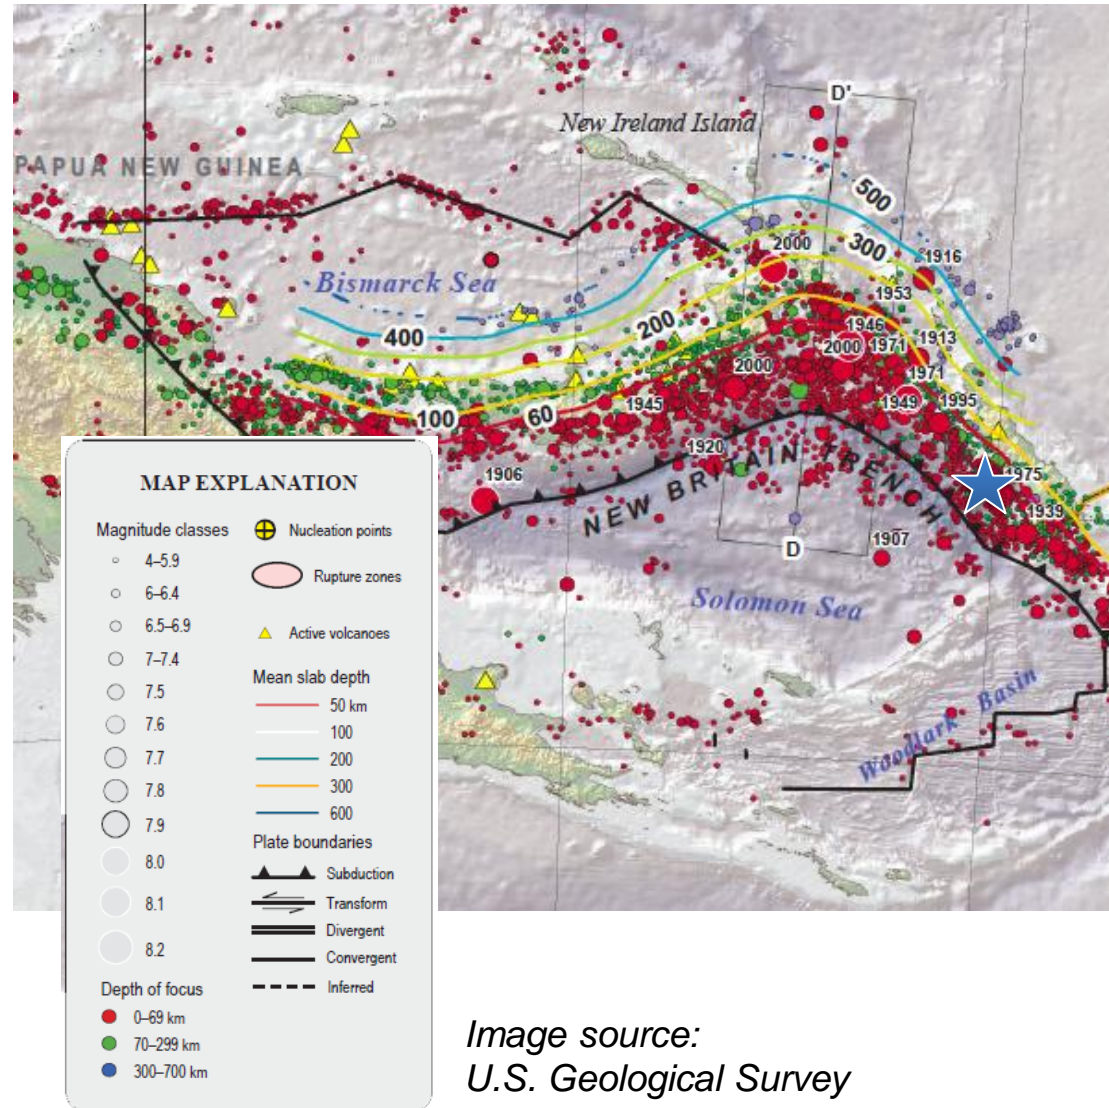 D'
New Ireland Island
PAPUA NEW GUINEA
500
2000
300
1916
Bismarck Sea
1953
200
1946
1913
400
2000
1971
2000
1971
1945
1949
1995
100
60
1920
1975
1906
NEW BRITAIN TRENCH
1939
1907
D
Solomon Sea
Woodlark Basin
MAP EXPLANATION
Magnitude classes
4–5.9
6–6.4
6.5–6.9
7–7.4
7.5
7.6
7.7
7.8
7.9
8.0
8.1
8.2
Depth of focus
0–69 km
70–299 km
300–700 km
Nucleation points
Rupture zones
Active volcanoes
Mean slab depth
50 km
100
200
300
600
Plate boundaries
Subduction
Transform
Divergent
Convergent
Inferred
Image source:
U.S. Geological Survey